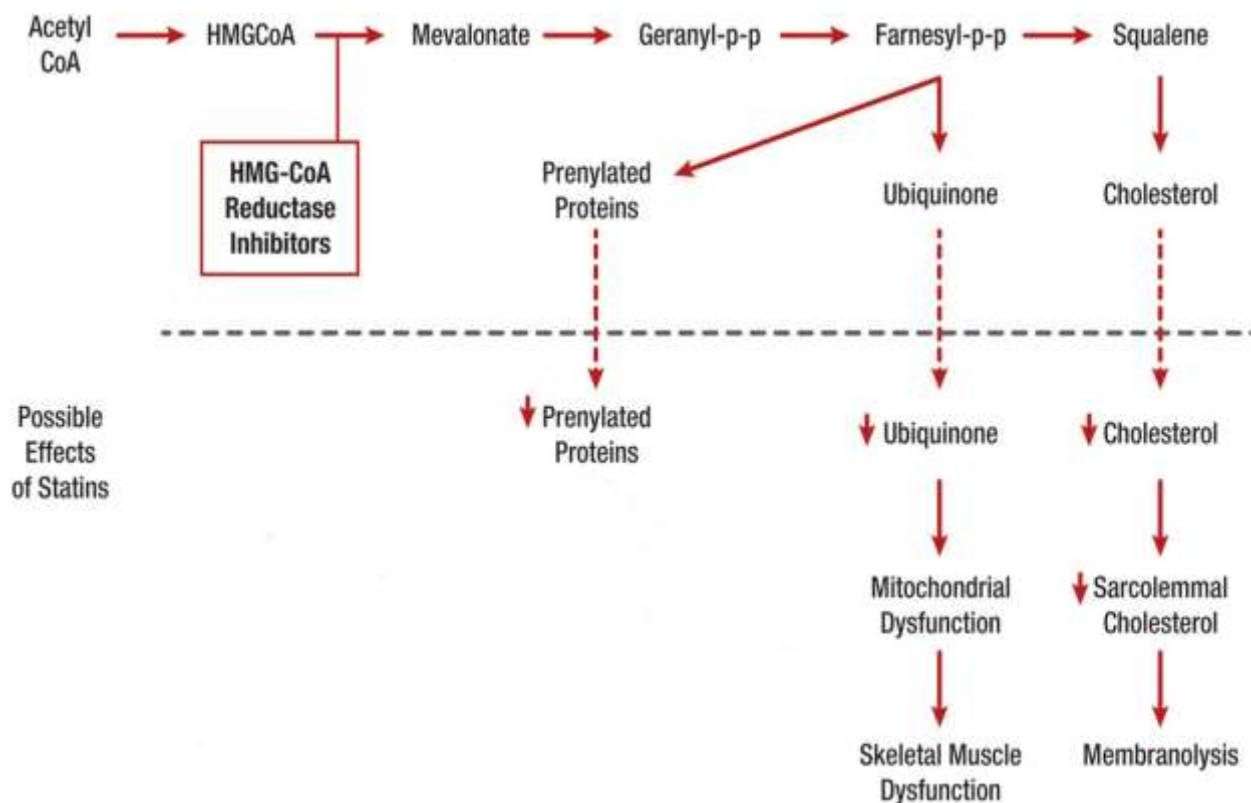 Acetyl
CoA
HMGCoA
Mevalonate
Geranyl-p-p
Farnesyl-p-p
Squalene
HMG-CoA
Reductase
Inhibitors
Prenylated
Proteins
Ubiquinone
Cholesterol
Possible
Effects
of Statins
Prenylated
Proteins
Ubiquinone
Cholesterol
Mitochondrial
Dysfunction
Sarcolemmal
Cholesterol
Skeletal Muscle
Dysfunction
Membranolysis